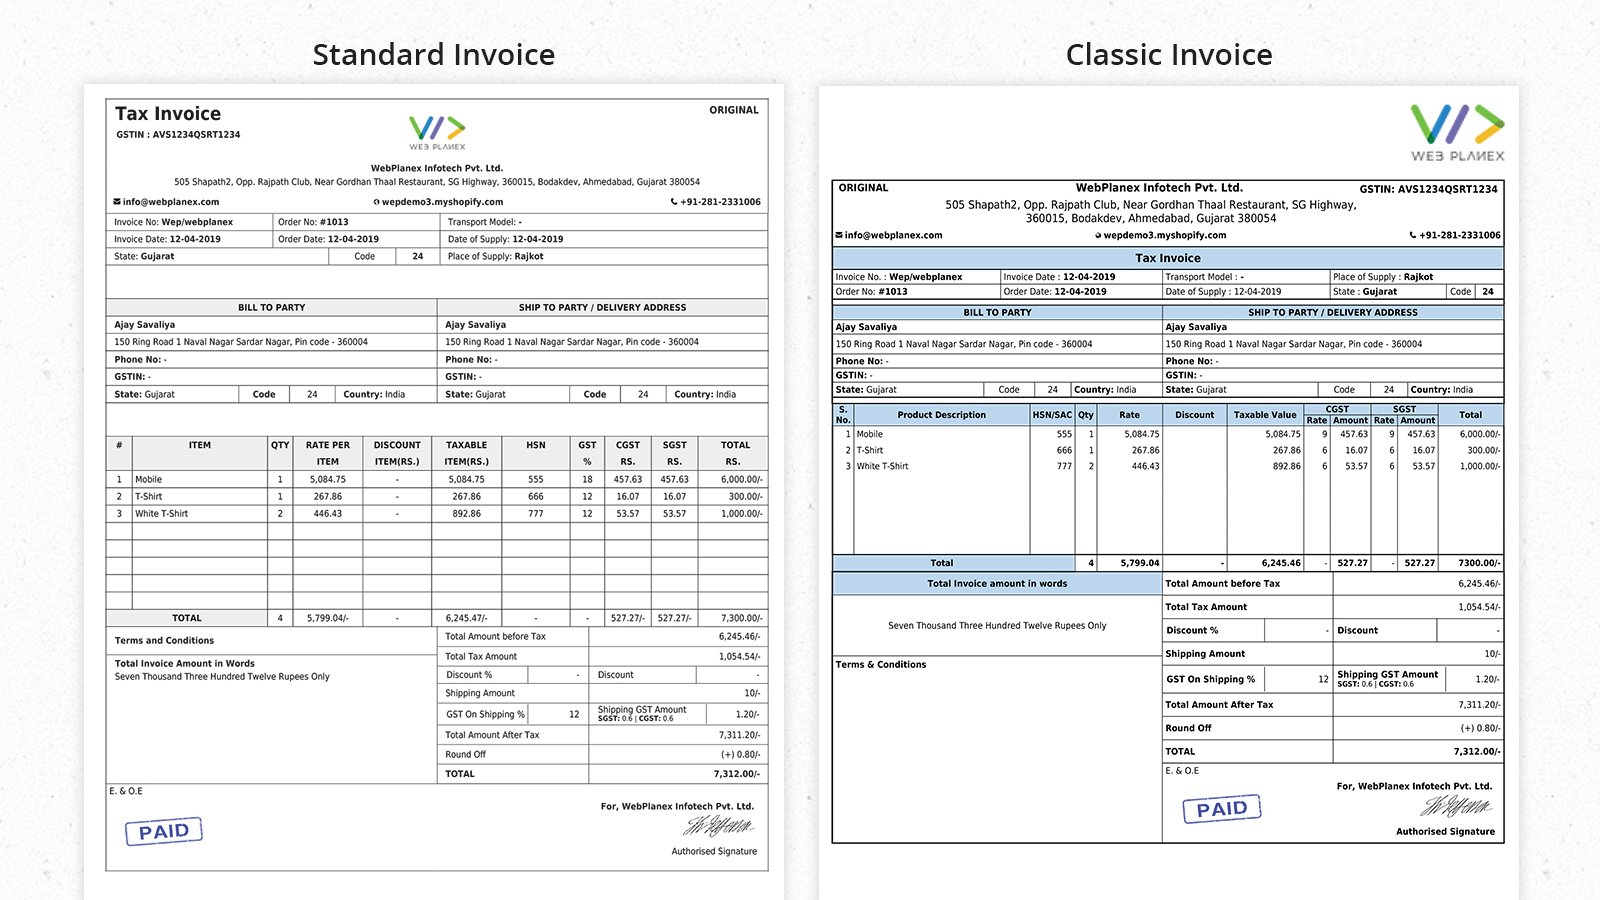 Standard Invoice
Tax Invoice
ORIGINAL
GSTIN : AVS1234QSRT1234
WEB PLANEX
WebPlanex Infotech Pvt. Ltd.
505 Shapath2, Opp. Rajpath Club, Near Gordhan Thaal Restaurant, SG Highway, 360015, Bodakdev, Ahmedabad, Gujarat 380054
info@webplanex.com wepdemo3.myshopify.com +91-281-2331006
Invoice No: Wep/webplanex Order No: #1013 Transport Model: -
Invoice Date: 12-04-2019 Order Date: 12-04-2019 Date of Supply: 12-04-2019
State: Gujarat Code 24 Place of Supply: Rajkot
BILL TO PARTY SHIP TO PARTY / DELIVERY ADDRESS
Ajay Savaliya Ajay Savaliya
150 Ring Road 1 Naval Nagar Sardar Nagar, Pin code - 360004 150 Ring Road 1 Naval Nagar Sardar Nagar, Pin code - 360004
Phone No: - Phone No: -
GSTIN: - GSTIN: -
State: Gujarat Code 24 Country: India State: Gujarat Code 24 Country: India
# ITEM QTY RATE PER DISCOUNT TAXABLE HSN GST CGST SGST TOTAL
ITEM ITEM(RS.) ITEM(RS.) % RS. RS. RS.
1 Mobile 1 5,084.75 - 5,084.75 555 18 457.63 457.63 6,000.00/-
2 T-Shirt 1 267.86 - 267.86 666 12 16.07 16.07 300.00/-
3 White T-Shirt 2 446.43 - 892.86 777 12 53.57 53.57 1,000.00/-
TOTAL 4 5,799.04/- - 6,245.47/- - - 527.27/- 527.27/- 7,300.00/-
Terms and Conditions
Total Invoice Amount in Words
Seven Thousand Three Hundred Twelve Rupees Only
Total Amount before Tax 6,245.46/-
Total Tax Amount 1,054.54/-
Discount % - Discount -
Shipping Amount 10/-
GST On Shipping % 12 Shipping GST Amount 1.20/-
SGST: 0.6 | CGST: 0.6
Total Amount After Tax 7,311.20/-
Round Off (+) 0.80/-
TOTAL 7,312.00/-
E. & O.E
For, WebPlanex Infotech Pvt. Ltd.
PAID
Authorised Signature
Classic Invoice
WEB PLANEX
ORIGINAL WebPlanex Infotech Pvt. Ltd. GSTIN: AVS1234QSRT1234
505 Shapath2, Opp. Rajpath Club, Near Gordhan Thaal Restaurant, SG Highway,
360015, Bodakdev, Ahmedabad, Gujarat 380054
info@webplanex.com wepdemo3.myshopify.com +91-281-2331006
Tax Invoice
Invoice No. : Wep/webplanex Invoice Date : 12-04-2019 Transport Model : - Place of Supply : Rajkot
Order No: #1013 Order Date: 12-04-2019 Date of Supply : 12-04-2019 State : Gujarat Code 24
BILL TO PARTY SHIP TO PARTY / DELIVERY ADDRESS
Ajay Savaliya Ajay Savaliya
150 Ring Road 1 Naval Nagar Sardar Nagar, Pin code - 360004 150 Ring Road 1 Naval Nagar Sardar Nagar, Pin code - 360004
Phone No: - Phone No: -
GSTIN: - GSTIN: -
State: Gujarat Code 24 Country: India State: Gujarat Code 24 Country: India
S. No. Product Description HSN/SAC Qty Rate Discount Taxable Value CGST SGST Total
Rate Amount Rate Amount
1 Mobile 555 1 5,084.75 5,084.75 9 457.63 9 457.63 6,000.00/-
2 T-Shirt 666 1 267.86 267.86 6 16.07 6 16.07 300.00/-
3 White T-Shirt 777 2 446.43 892.86 6 53.57 6 53.57 1,000.00/-
Total 4 5,799.04 - 6,245.46 - 527.27 - 527.27 7300.00/-
Total Invoice amount in words
Seven Thousand Three Hundred Twelve Rupees Only
Terms & Conditions
Total Amount before Tax 6,245.46/-
Total Tax Amount 1,054.54/-
Discount % - Discount -
Shipping Amount 10/-
GST On Shipping % 12 Shipping GST Amount 1.20/-
SGST: 0.6 | CGST: 0.6
Total Amount After Tax 7,311.20/-
Round Off (+) 0.80/-
TOTAL 7,312.00/-
E. & O.E
For, WebPlanex Infotech Pvt. Ltd.
PAID
Authorised Signature